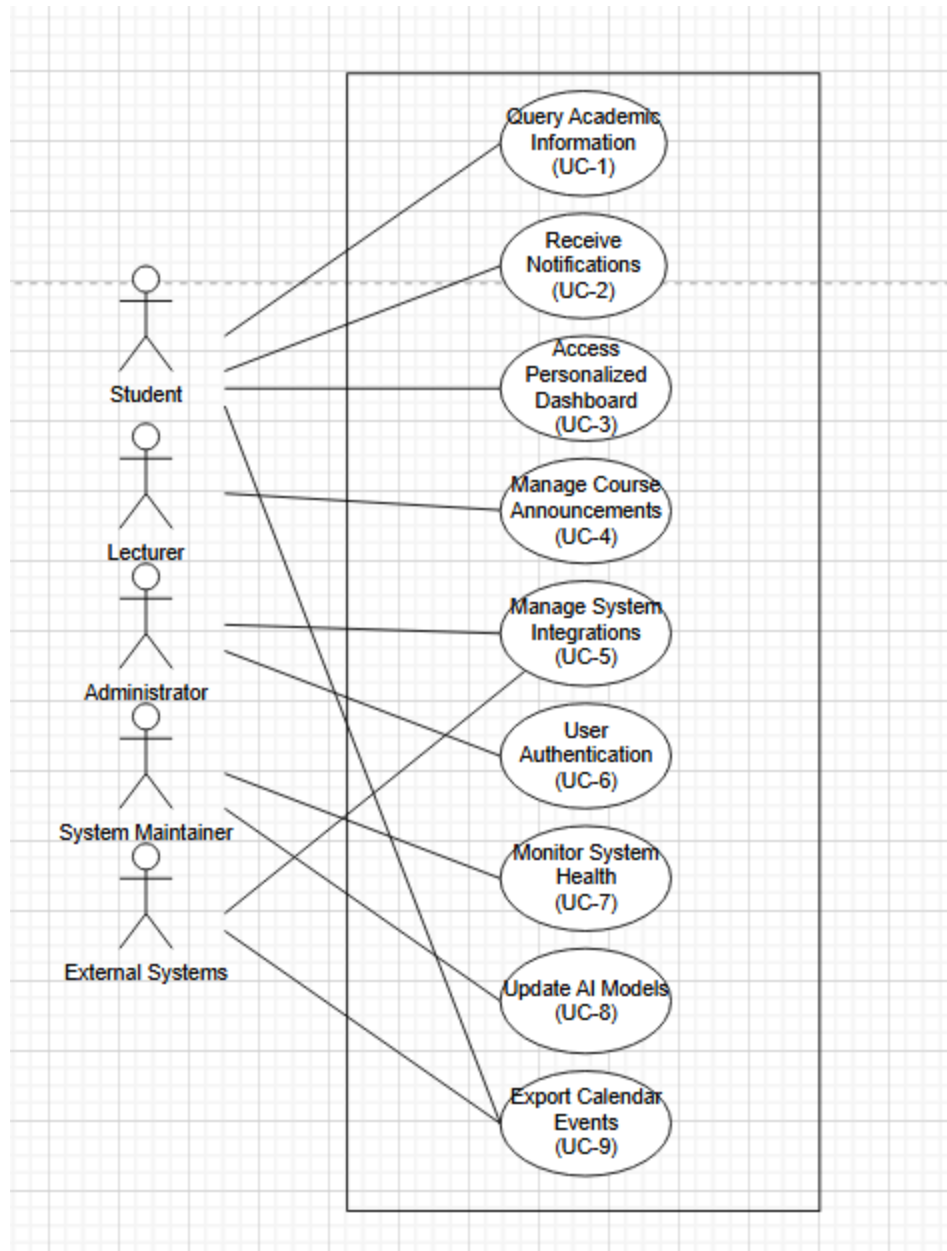 Query Academic
Information
(UC-1)
Receive
Notifications
(UC-2)
Access
Personalized
Dashboard
(UC-3)
Student
Manage Course
Announcements
(UC-4)
Lecturer
Manage System
Integrations
(UC-5)
Administrator
User
Authentication
(UC-6)
System Maintainer
Monitor System
Health
(UC-7)
External Systems
Update AI Models
(UC-8)
Export Calendar
Events
(UC-9)